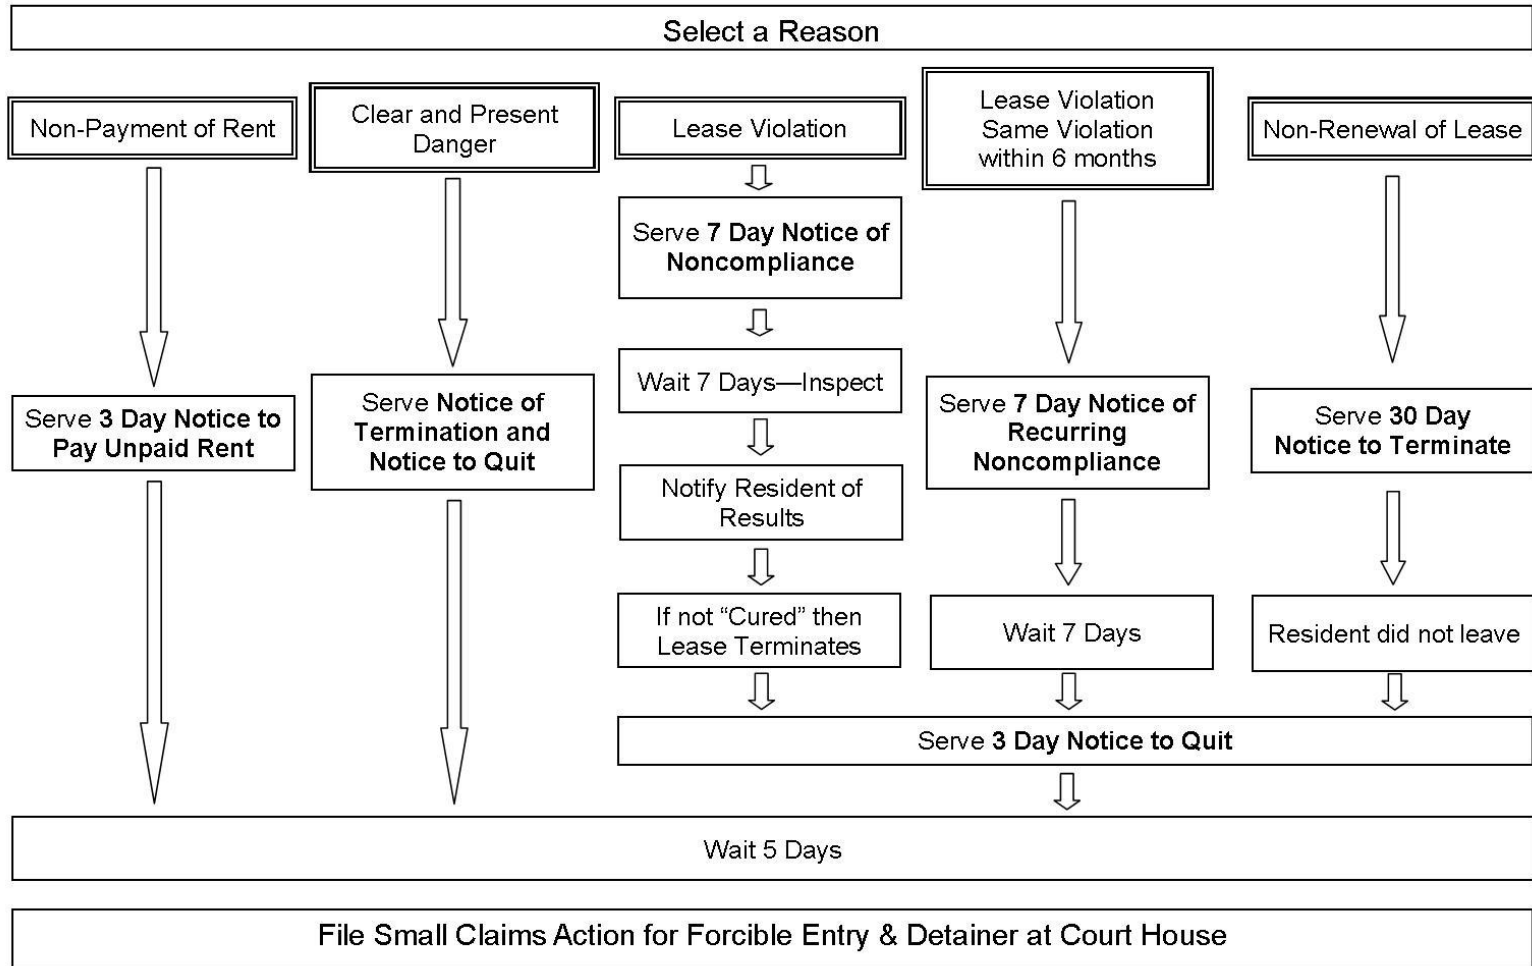 Select a Reason
Non-Payment of Rent
Clear and Present
Danger
Lease Violation
Lease Violation
Same Violation
within 6 months
Non-Renewal of Lease
Serve 7 Day Notice of
Noncompliance
Wait 7 Days—Inspect
Serve 3 Day Notice to
Pay Unpaid Rent
Serve Notice of
Termination and
Notice to Quit
Serve 7 Day Notice of
Recurring
Noncompliance
Serve 30 Day
Notice to Terminate
Notify Resident of
Results
If not “Cured” then
Lease Terminates
Wait 7 Days
Resident did not leave
Serve 3 Day Notice to Quit
Wait 5 Days
File Small Claims Action for Forcible Entry & Detainer at Court House